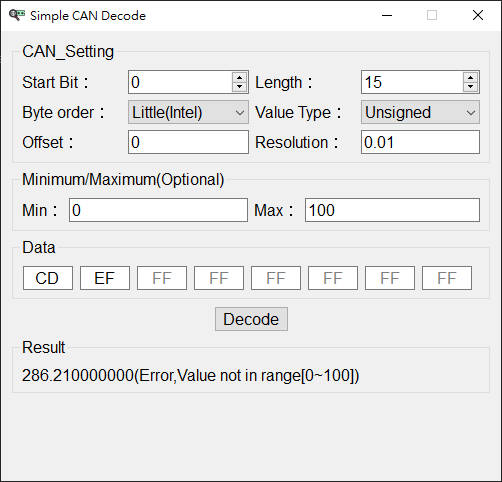 Simple CAN Decode
CAN_Setting
Start Bit： 0 Length： 15
Byte order： Little(Intel) Value Type： Unsigned
Offset： 0 Resolution： 0.01
Minimum/Maximum(Optional)
Min： 0 Max： 100
Data
CD EF FF FF FF FF FF FF
Decode
Result
286.210000000(Error,Value not in range[0~100])